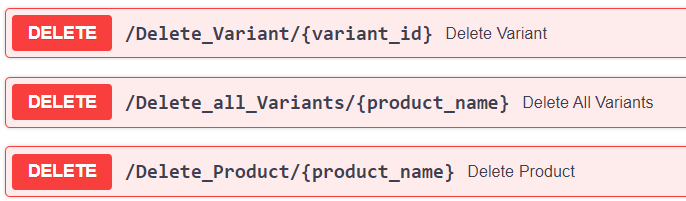 DELETE /Delete_Variant/{variant_id} Delete Variant
DELETE /Delete_all_Variants/{product_name} Delete All Variants
DELETE /Delete_Product/{product_name} Delete Product